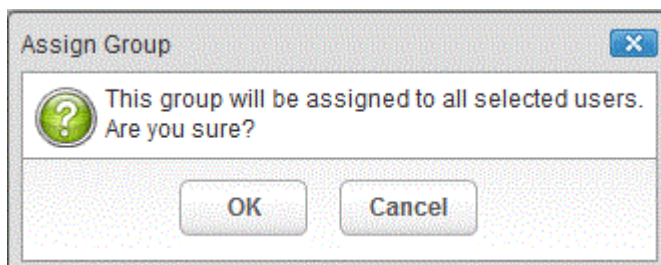 Assign Group
This group will be assigned to all selected users.
Are you sure?
OK
Cancel